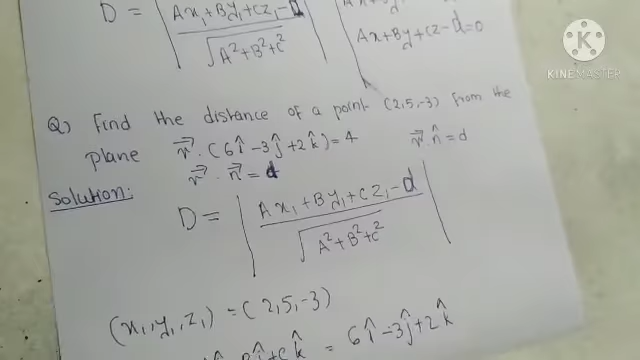 D = | Ax₁+By₁+Cz₁-d / √A²+B²+C² |
Ax+By+Cz-d=0
KINEMASTER
Q) Find the distance of a point (2,5,-3) from the
plane r⃗ . (6î-3ĵ+2k̂)=4 r⃗.n̂=d
Solution: r⃗ . n⃗ = d
D = | Ax₁+By₁+Cz₁-d / √A²+B²+C² |
(x₁,y₁,z₁) = (2,5,-3)
= 6î-3ĵ+2k̂